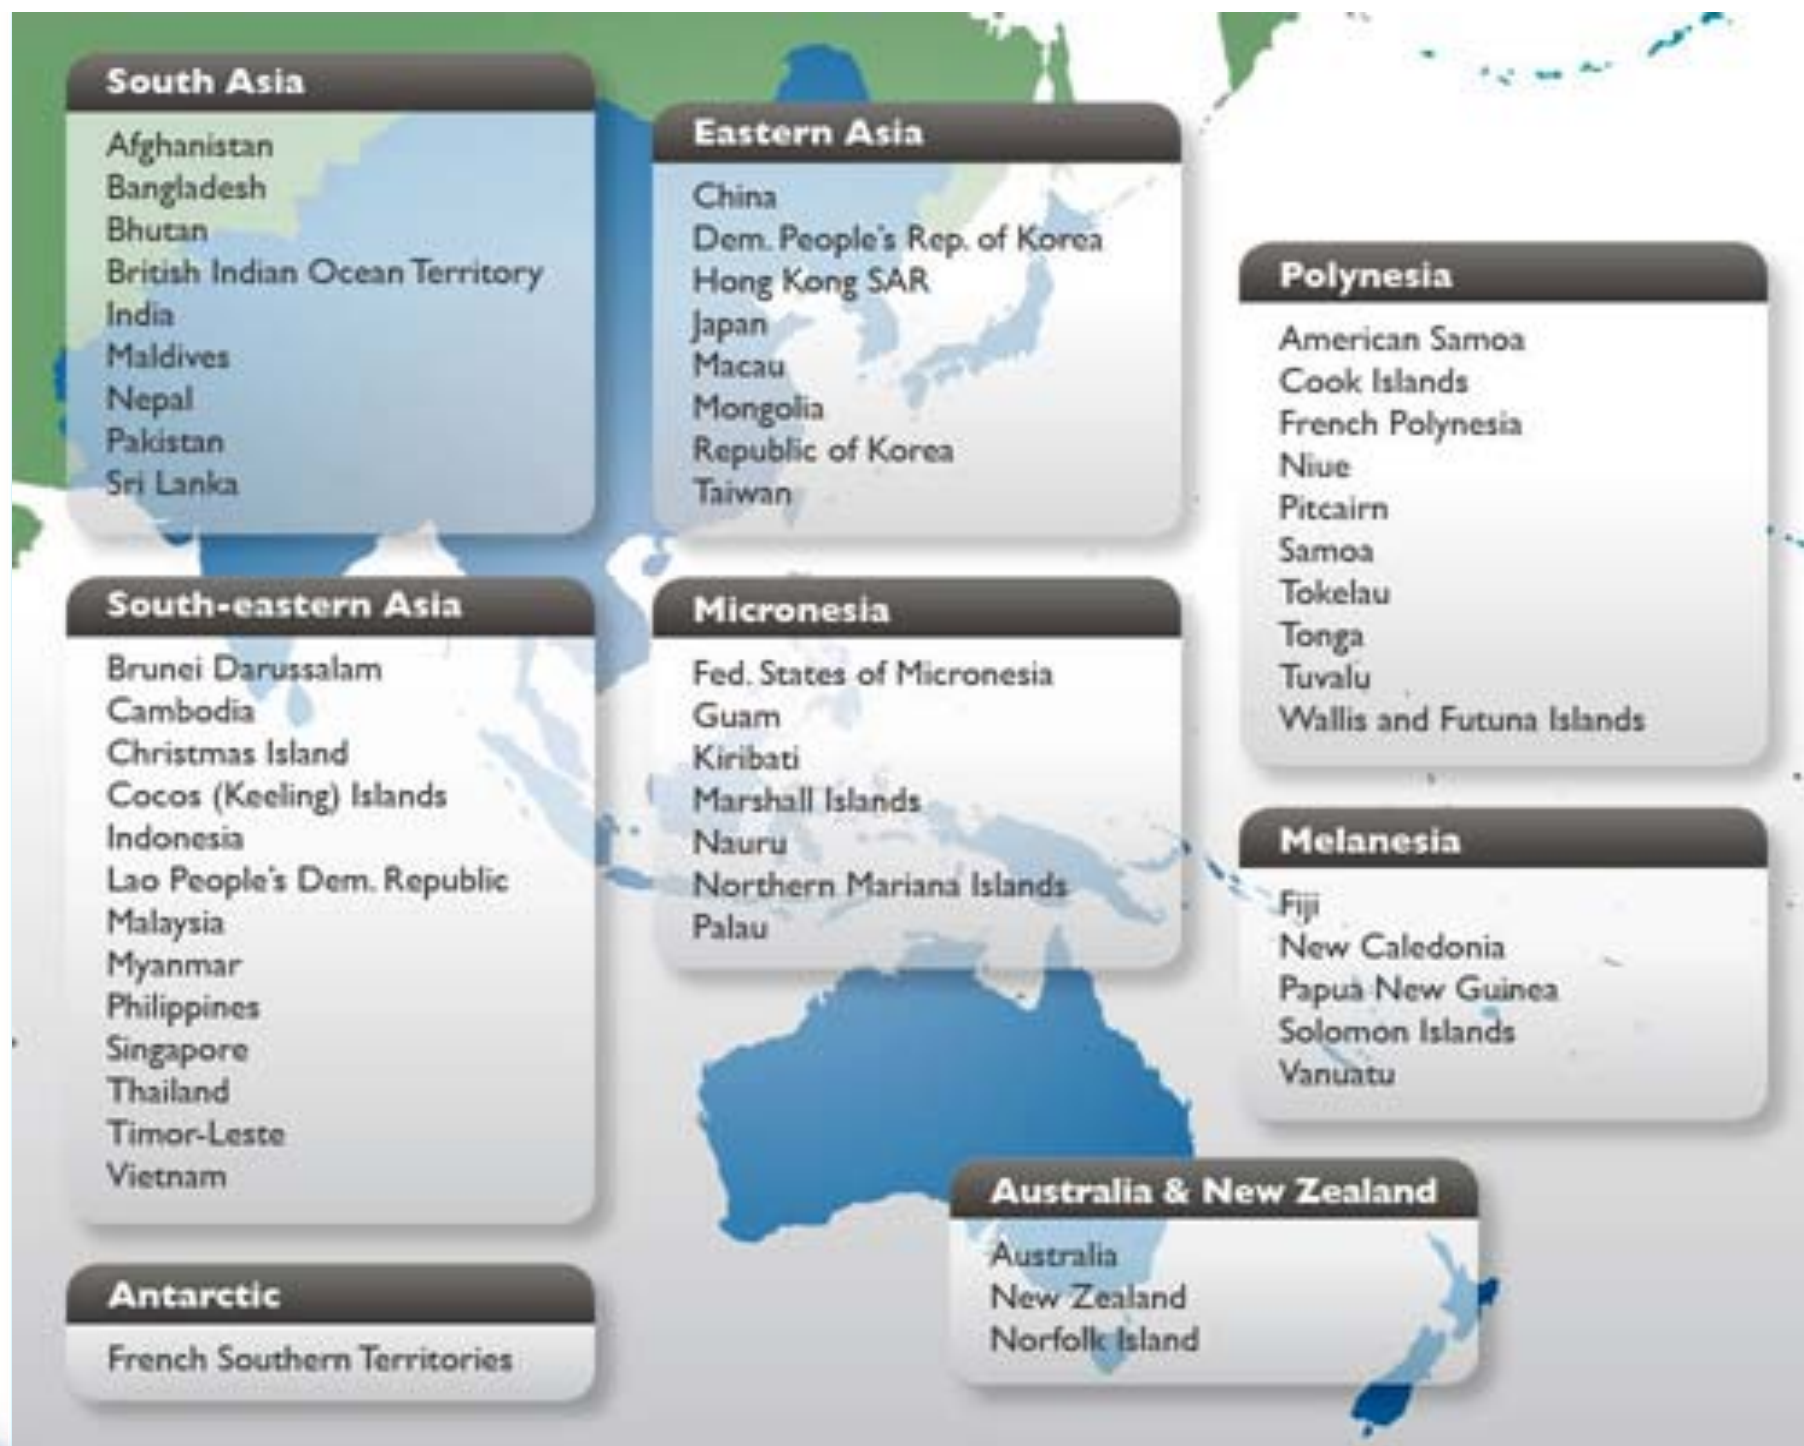 South Asia
Afghanistan
Bangladesh
Bhutan
British Indian Ocean Territory
India
Maldives
Nepal
Pakistan
Sri Lanka
Eastern Asia
China
Dem. People's Rep. of Korea
Hong Kong SAR
Japan
Macau
Mongolia
Republic of Korea
Taiwan
Polynesia
American Samoa
Cook Islands
French Polynesia
Niue
Pitcairn
Samoa
Tokelau
Tonga
Tuvalu
Wallis and Futuna Islands
South-eastern Asia
Brunei Darussalam
Cambodia
Christmas Island
Cocos (Keeling) Islands
Indonesia
Lao People's Dem. Republic
Malaysia
Myanmar
Philippines
Singapore
Thailand
Timor-Leste
Vietnam
Micronesia
Fed. States of Micronesia
Guam
Kiribati
Marshall Islands
Nauru
Northern Mariana Islands
Palau
Melanesia
Fiji
New Caledonia
Papua New Guinea
Solomon Islands
Vanuatu
Australia & New Zealand
Australia
New Zealand
Norfolk Island
Antarctic
French Southern Territories